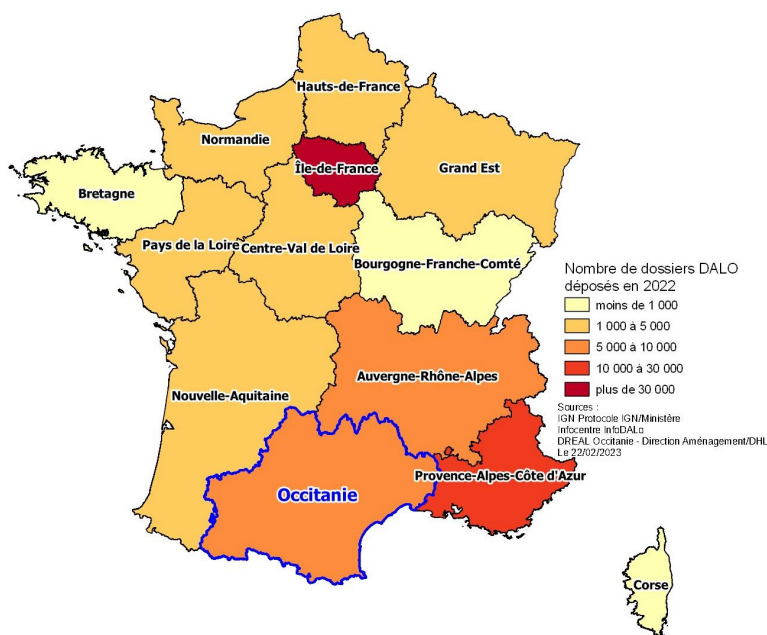 Hauts-de-France
Normandie
Île-de-France
Grand Est
Bretagne
Pays de la Loire
Centre-Val de Loire
Bourgogne-Franche-Comté
Nombre de dossiers DALO
déposés en 2022
moins de 1 000
1 000 à 5 000
5 000 à 10 000
10 000 à 30 000
plus de 30 000
Sources :
IGN Protocole IGN/Ministère
Infocentre InfoDALo
DREAL Occitanie - Direction Aménagement/DHL
Le 22/02/2023
Auvergne-Rhône-Alpes
Nouvelle-Aquitaine
Provence-Alpes-Côte d'Azur
Occitanie
Corse